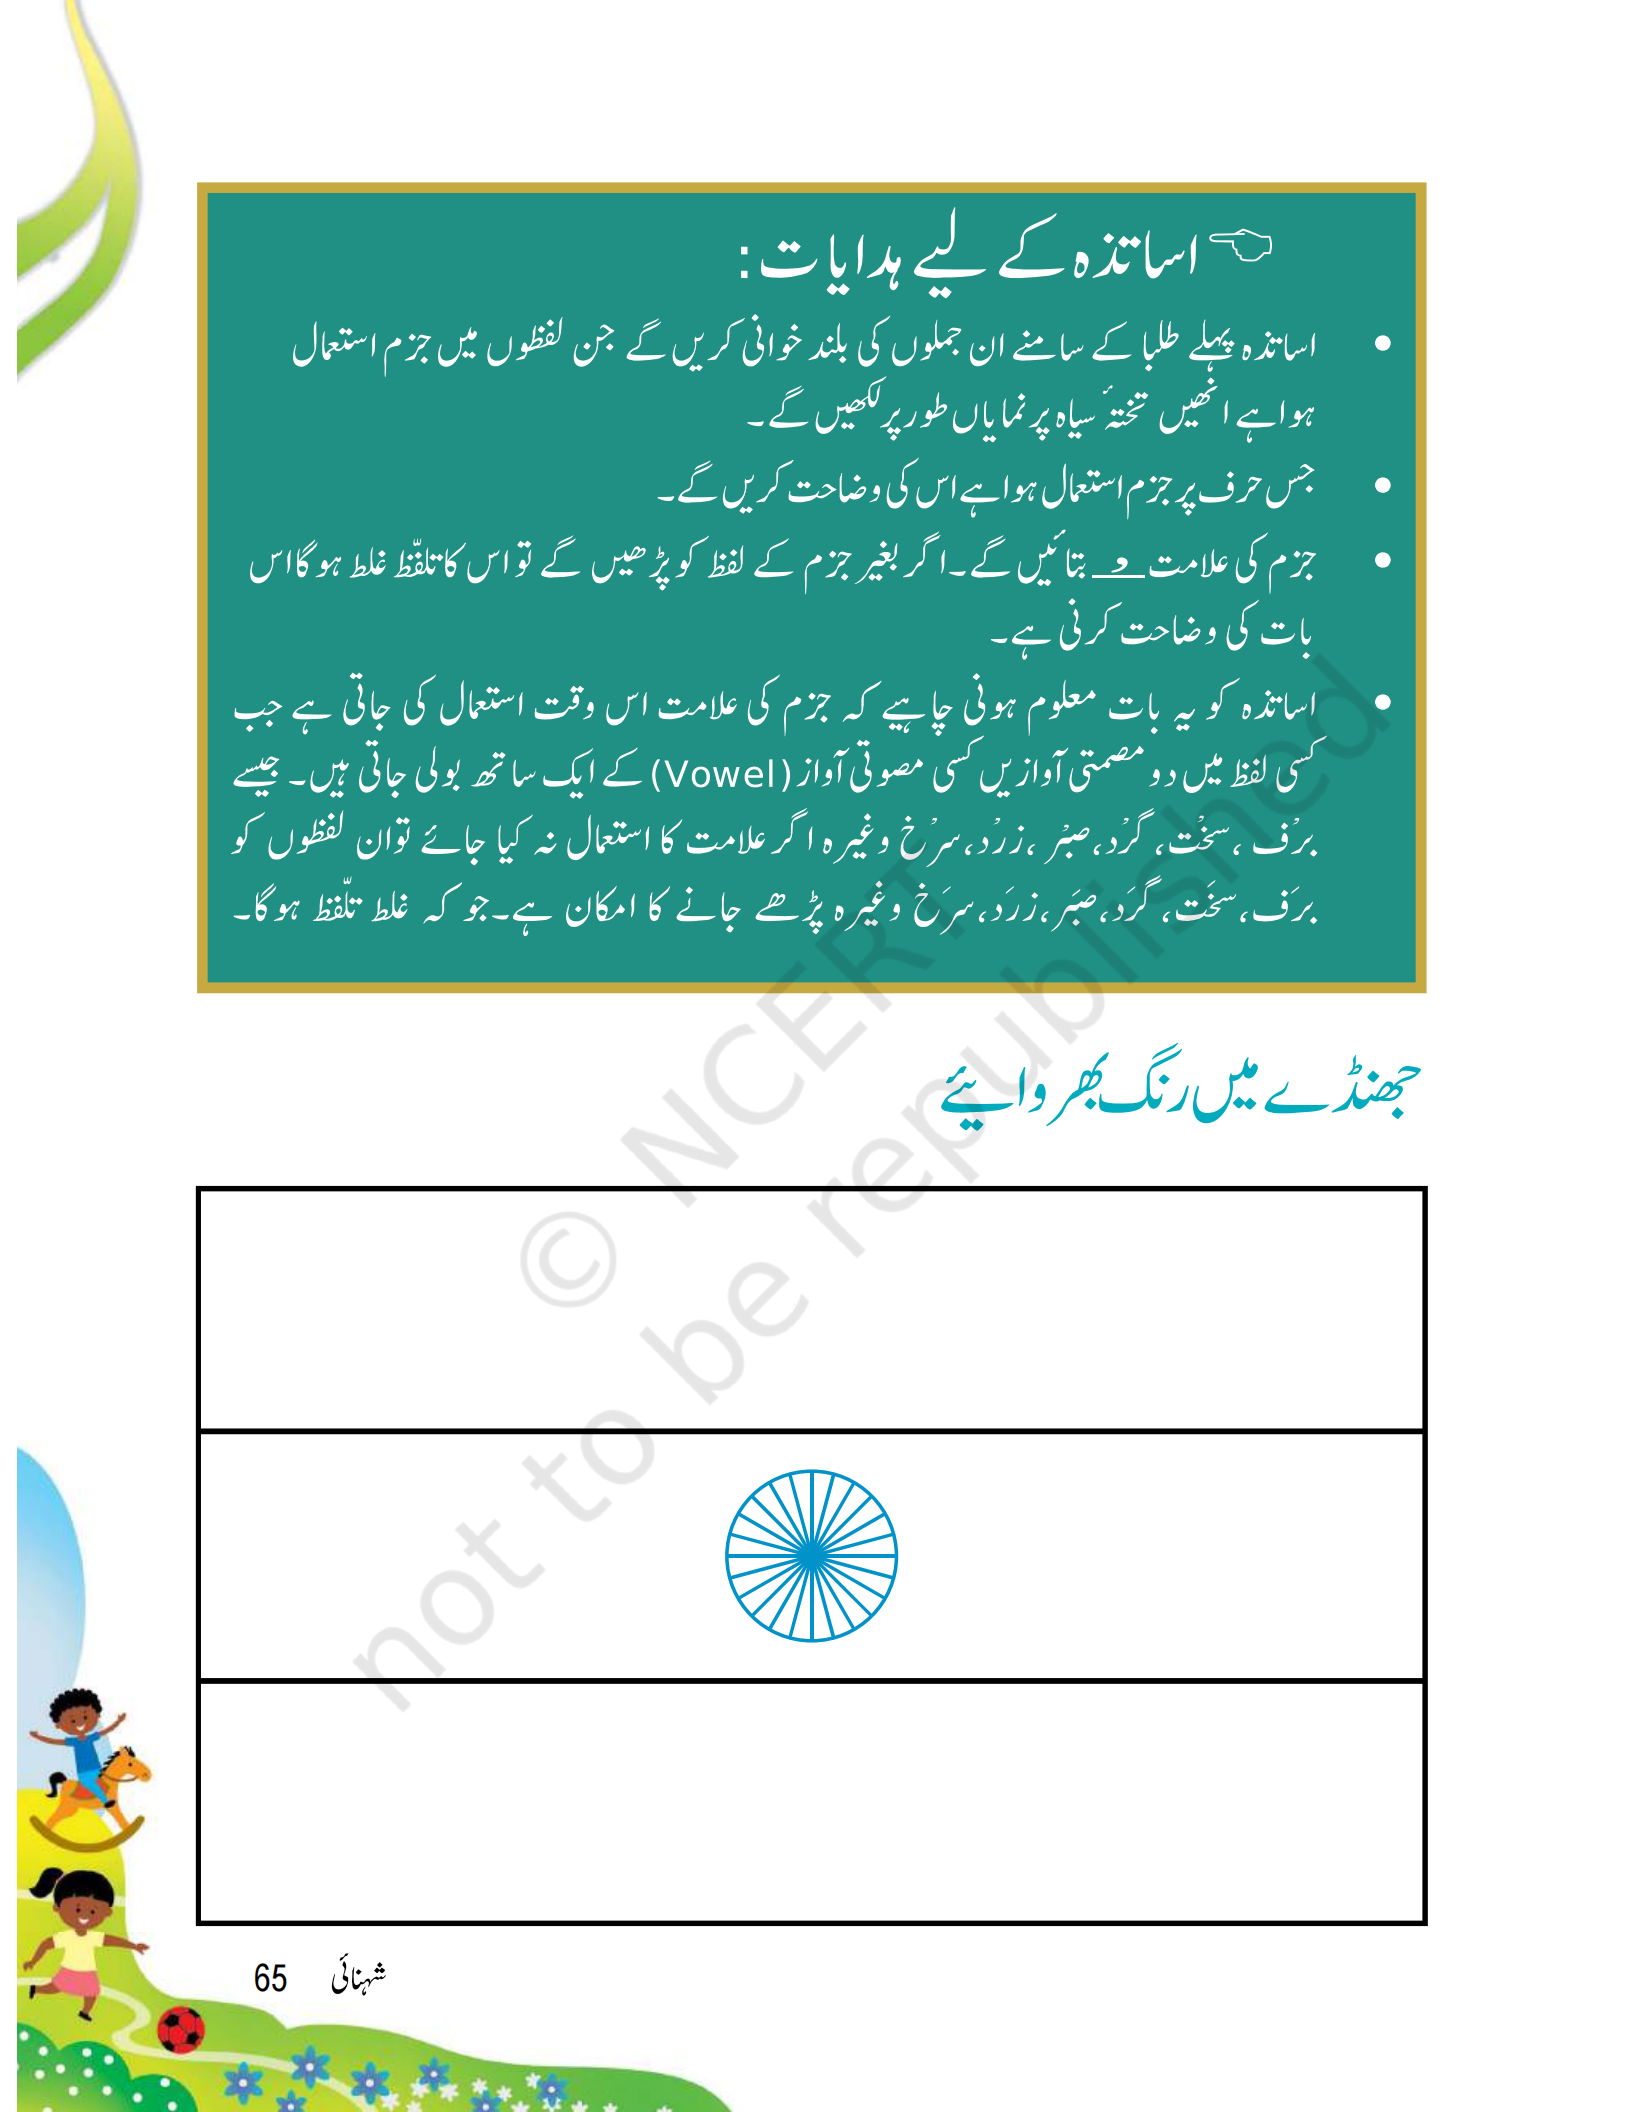 اساتذہ کے لیے ہدایات:
• اساتذہ پہلے طلبا کے سامنے ان جملوں کی بلند خوانی کریں گے جن لفظوں میں جزم استعمال
ہوا ہے انھیں تختۂ سیاہ پر نمایاں طور پر لکھیں گے۔
• جس حرف پر جزم استعمال ہوا ہے اس کی وضاحت کریں گے۔
• جزم کی علامت ــو بتائیں گے۔ اگر بغیر جزم کے لفظ کو پڑھیں گے تو اس کا تلفّظ غلط ہوگا اس
بات کی وضاحت کرنی ہے۔
• اساتذہ کو یہ بات معلوم ہونی چاہیے کہ جزم کی علامت اس وقت استعمال کی جاتی ہے جب
کسی لفظ میں دو مصمتی آوازیں کسی مصوتی آواز (Vowel) کے ایک ساتھ بولی جاتی ہیں۔ جیسے
برْف، سخْت، گرْد، صبْر، زرْد، سرْخ وغیرہ اگر علامت کا استعمال نہ کیا جائے تو ان لفظوں کو
برَف، سخَت، گرَد، صبَر، زرَد، سرَخ وغیرہ پڑھے جانے کا امکان ہے۔ جو کہ غلط تلّفظ ہوگا۔
جھنڈے میں رنگ بھروایئے
© NCERT
not to be republished
شہنائی 65